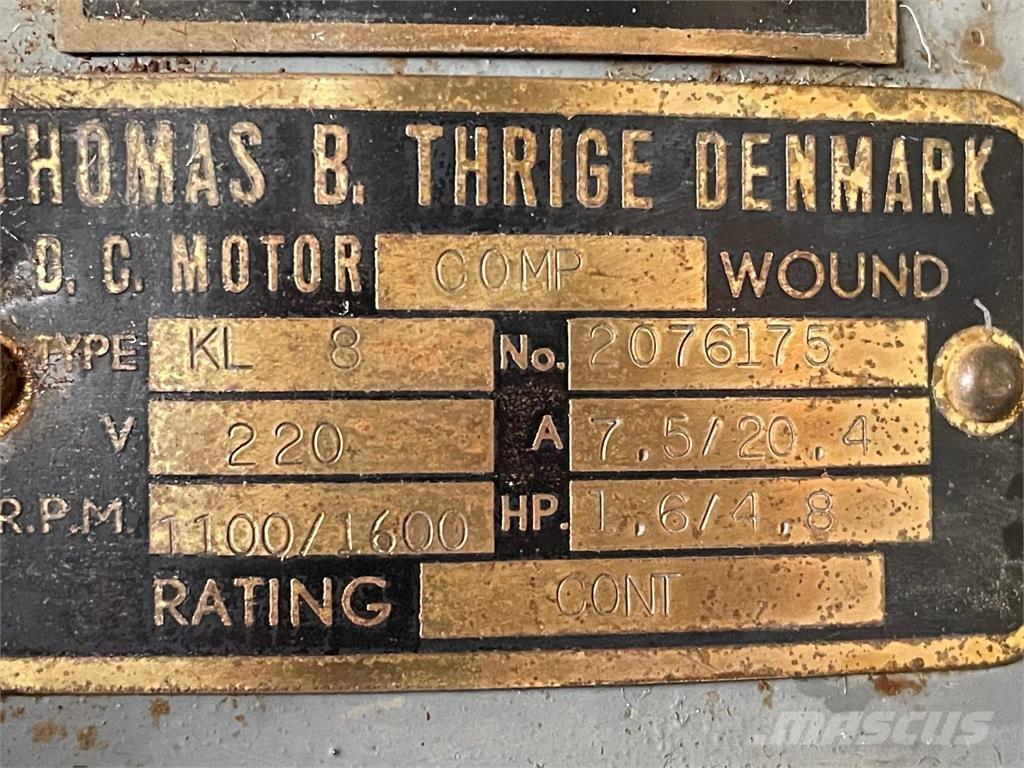 THOMAS B. THRIGE DENMARK
D. C. MOTOR COMP WOUND
TYPE KL 8 No. 2076175
V 220 A 7.5/20.4
R.P.M. 1100/1600 HP. 1.6/4.8
RATING CONT
MASCUS